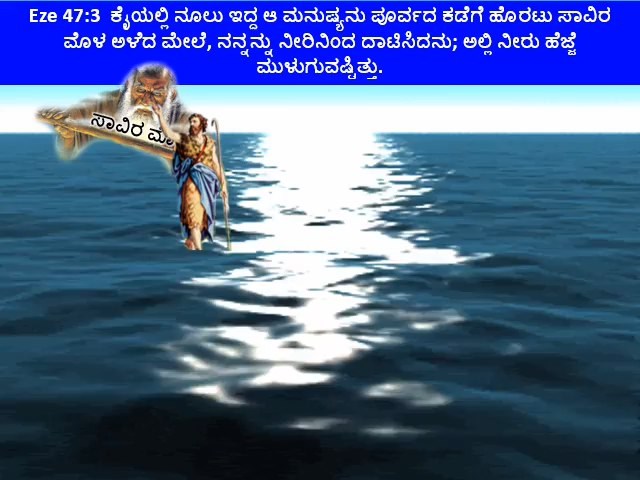 Eze 47:3 ಕೈಯಲ್ಲಿ ನೂಲು ಇದ್ದ ಆ ಮನುಷ್ಯನು ಪೂರ್ವದ ಕಡೆಗೆ ಹೊರಟು ಸಾವಿರ
ಮೊಳ ಅಳೆದ ಮೇಲೆ, ನನ್ನನ್ನು ನೀರಿನಿಂದ ದಾಟಿಸಿದನು; ಅಲ್ಲಿ ನೀರು ಹೆಜ್ಜೆ
ಮುಳುಗುವಷ್ಟಿತ್ತು.
ಸಾವಿರ